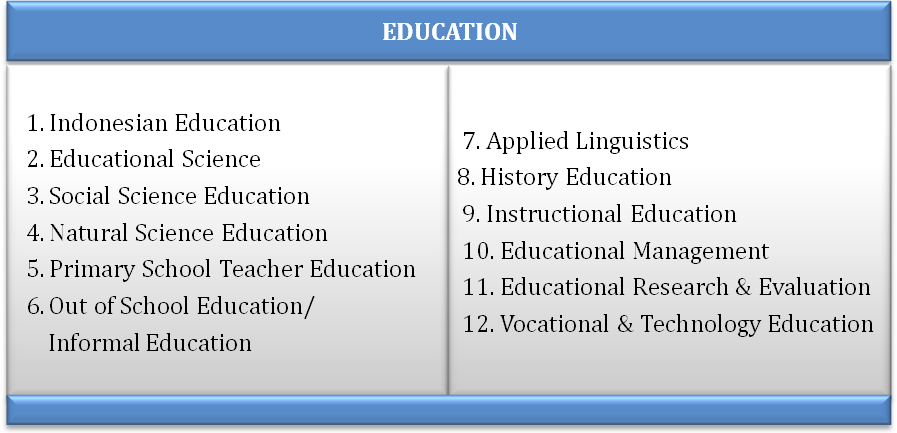 EDUCATION
1. Indonesian Education
2. Educational Science
3. Social Science Education
4. Natural Science Education
5. Primary School Teacher Education
6. Out of School Education/
Informal Education
7. Applied Linguistics
8. History Education
9. Instructional Education
10. Educational Management
11. Educational Research & Evaluation
12. Vocational & Technology Education